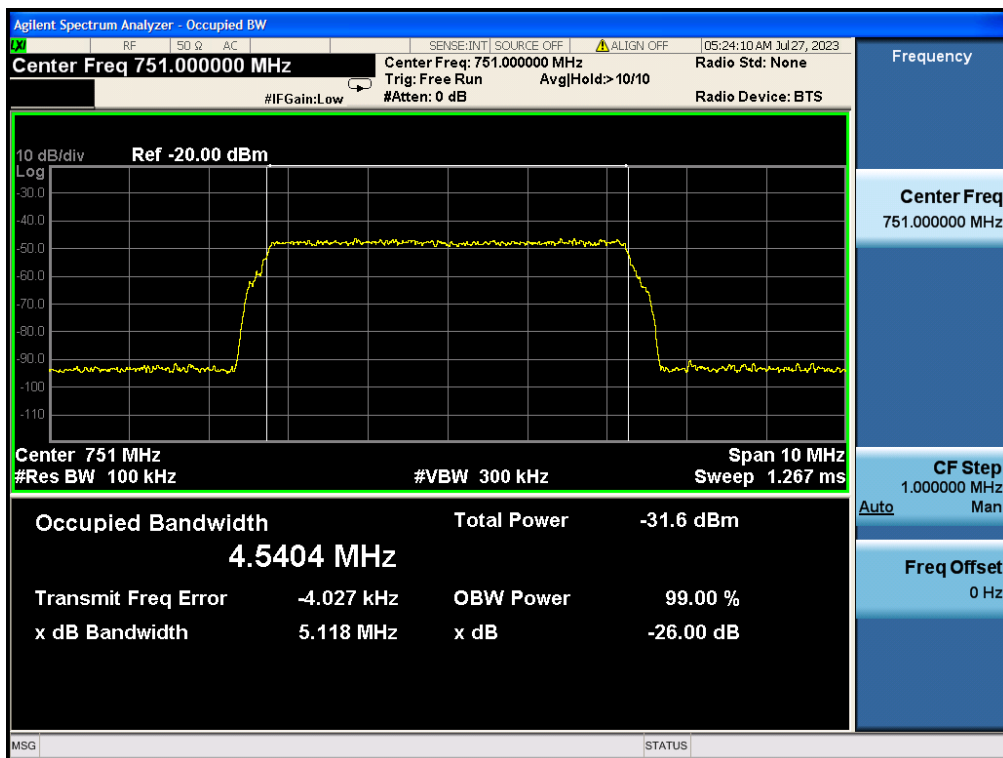 Agilent Spectrum Analyzer - Occupied BW
LXI RF 50 Ω AC SENSE:INT SOURCE OFF ALIGN OFF 05:24:10 AM Jul 27, 2023
Center Freq 751.000000 MHz
Center Freq: 751.000000 MHz
Radio Std: None
Trig: Free Run Avg|Hold:>10/10
#IFGain:Low
#Atten: 0 dB
Radio Device: BTS
10 dB/div Ref -20.00 dBm
Log
-30.0
-40.0
-50.0
-60.0
-70.0
-80.0
-90.0
-100
-110
Center 751 MHz Span 10 MHz
#Res BW 100 kHz #VBW 300 kHz Sweep 1.267 ms
Occupied Bandwidth Total Power -31.6 dBm
4.5404 MHz
Transmit Freq Error -4.027 kHz OBW Power 99.00 %
x dB Bandwidth 5.118 MHz x dB -26.00 dB
Frequency
Center Freq
751.000000 MHz
CF Step
1.000000 MHz
Auto Man
Freq Offset
0 Hz
MSG STATUS